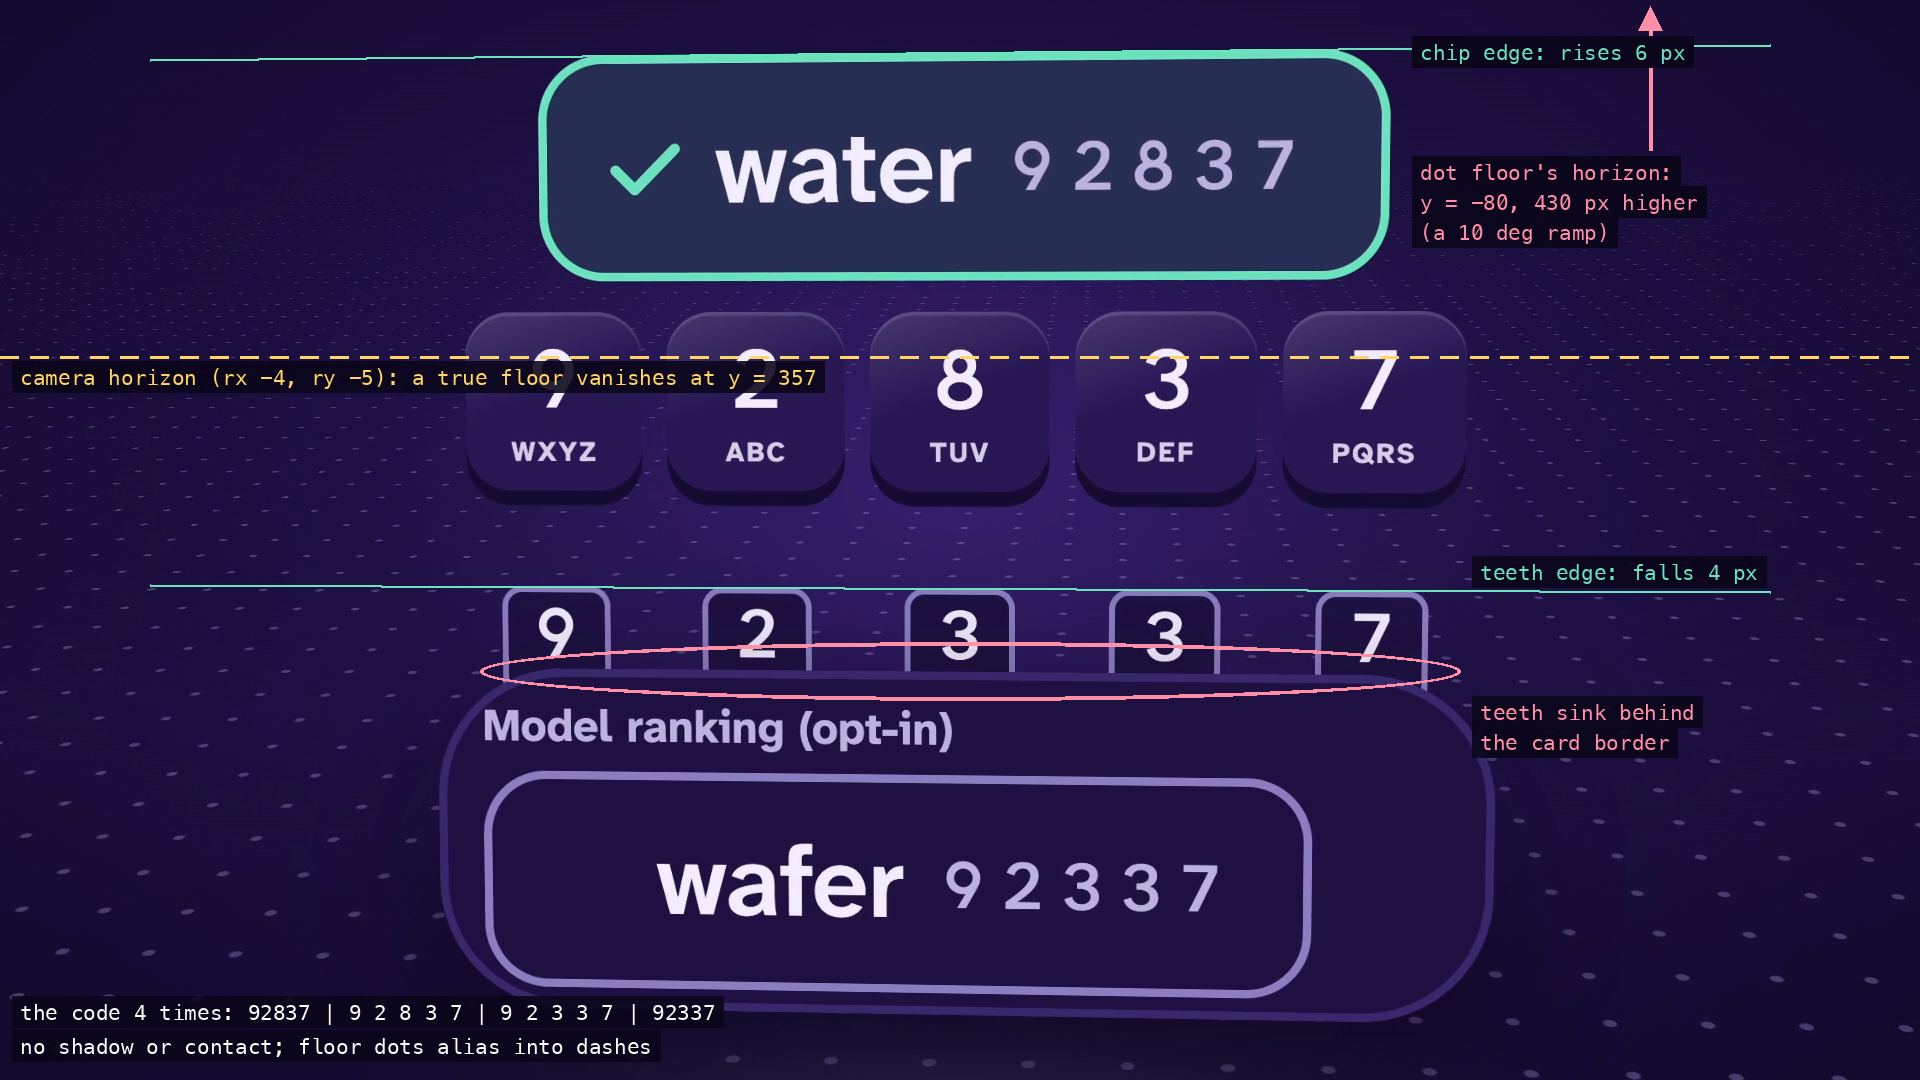 chip edge: rises 6 px
water 9 2 8 3 7
dot floor's horizon:
y = −80, 430 px higher
(a 10 deg ramp)
camera horizon (rx −4, ry −5): a true floor vanishes at y = 357
9 2 8 3 7
WXYZ ABC TUV DEF PQRS
teeth edge: falls 4 px
9 2 3 3 7
teeth sink behind
the card border
Model ranking (opt-in)
wafer 9 2 3 3 7
the code 4 times: 92837 | 9 2 8 3 7 | 9 2 3 3 7 | 92337
no shadow or contact; floor dots alias into dashes